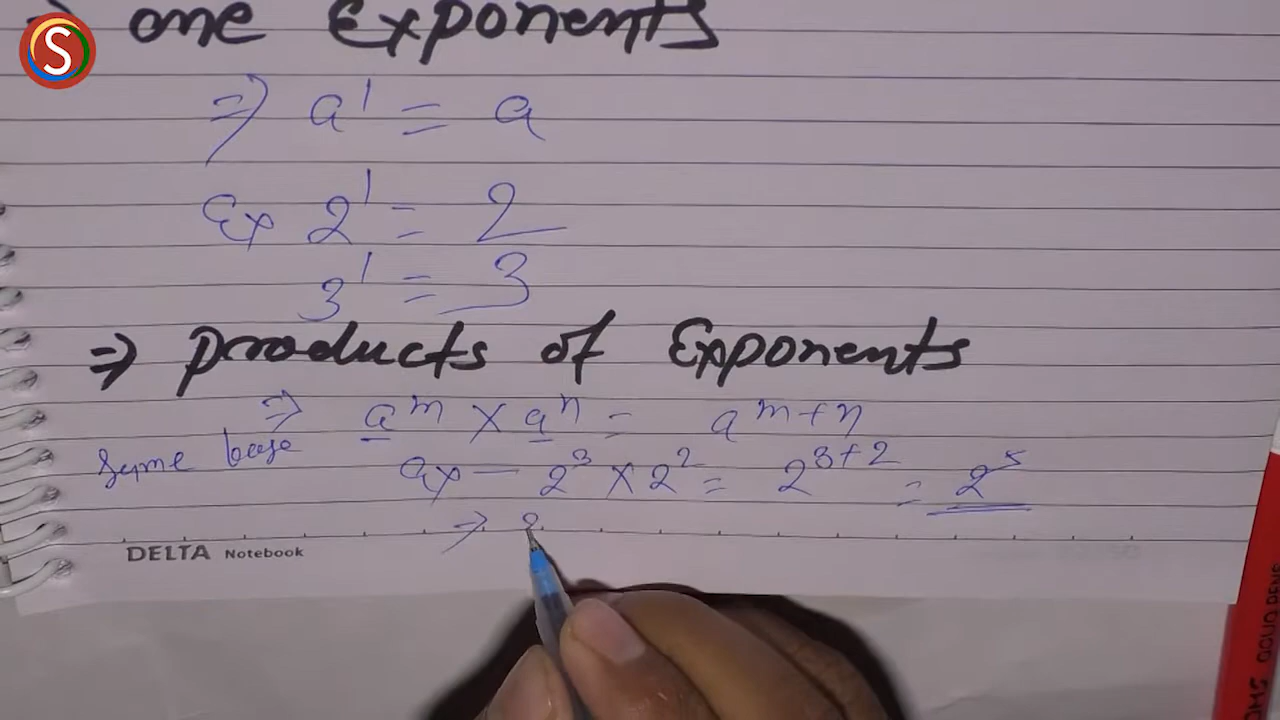 S
⇒ one Exponents
⇒ a¹ = a
Ex 2¹ = 2
3¹ = 3
⇒ products of Exponents
⇒ aᵐ × aⁿ = aᵐ⁺ⁿ
Same base
ex — 2³ × 2² = 2³⁺² = 2⁵
⇒ 2
DELTA Notebook